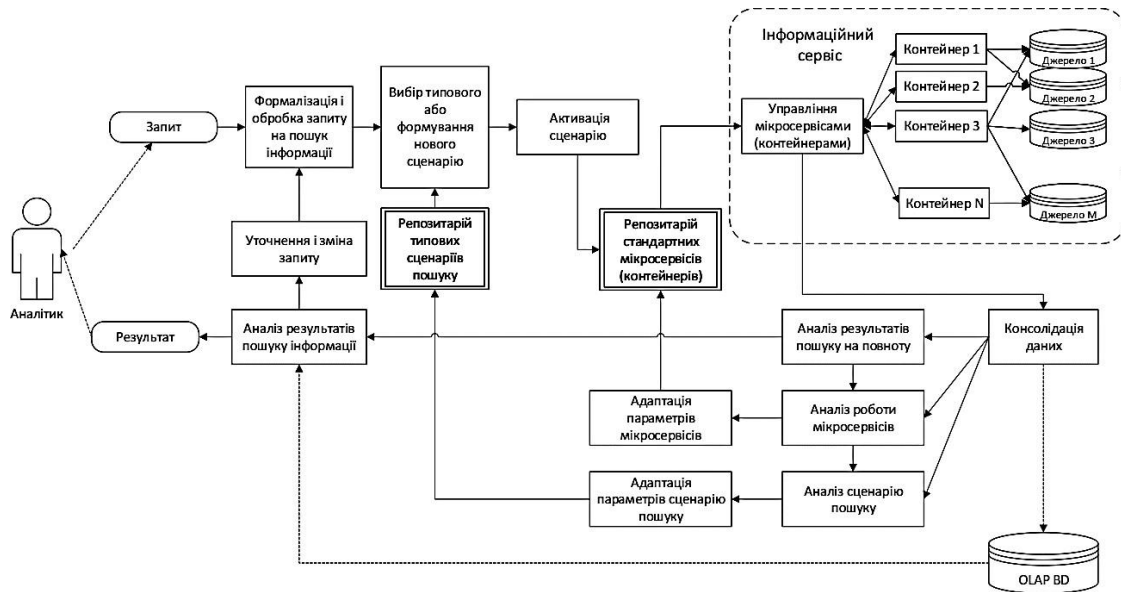 Інформаційний
сервіс
Контейнер 1
Контейнер 2
Контейнер 3
Контейнер N
Джерело 1
Джерело 2
Джерело 3
Джерело М
Запит
Формалізація і
обробка запиту
на пошук
інформації
Вибір типового
або
формування
нового
сценарію
Активація
сценарію
Управління
мікросервісами
(контейнерами)
Уточнення і зміна
запиту
Репозитарій
типових
сценаріїв
пошуку
Репозитарій
стандартних
мікросервісів
(контейнерів)
Аналітик
Результат
Аналіз результатів
пошуку інформації
Аналіз результатів
пошуку на повноту
Консолідація
даних
Адаптація
параметрів
мікросервісів
Аналіз роботи
мікросервісів
Адаптація
параметрів сценарію
пошуку
Аналіз сценарію
пошуку
OLAP BD